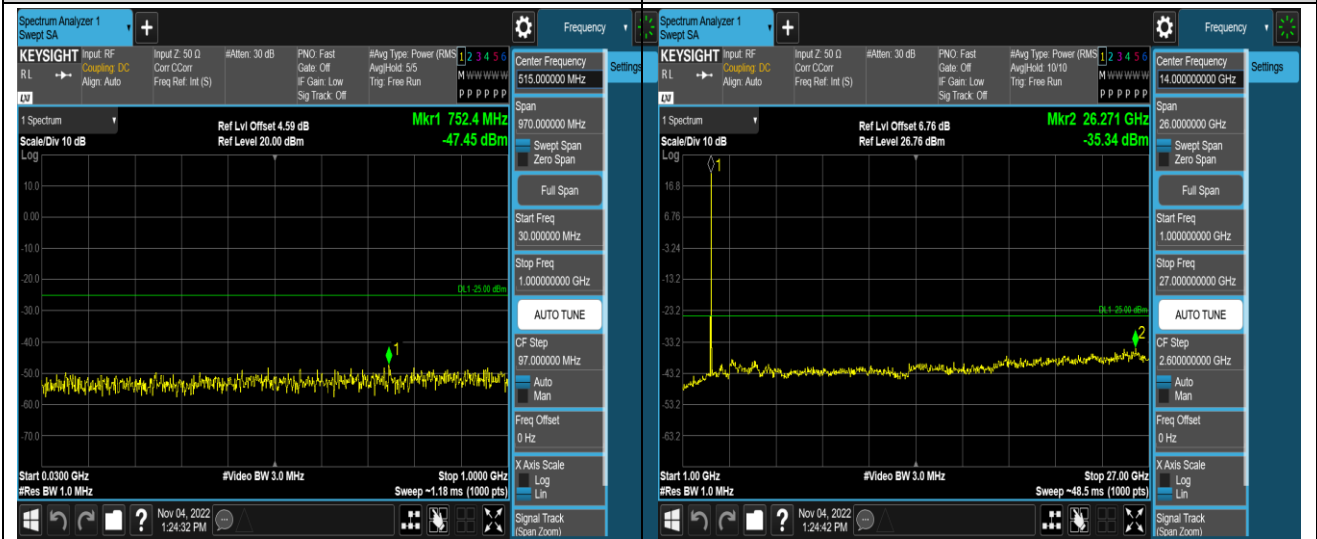 Spectrum Analyzer 1
Swept SA
+
Frequency
KEYSIGHT
Input: RF
Input Z: 50 Ω
#Atten: 30 dB
PNO: Fast
#Avg Type: Power (RMS
1 2 3 4 5 6
RL
Coupling: DC
Corr CCorr
Gate: Off
Avg|Hold: 5/5
M W W W W W
Align: Auto
Freq Ref: Int (S)
IF Gain: Low
Trig: Free Run
LXI
Sig Track: Off
P P P P P P
1 Spectrum
Ref Lvl Offset 4.59 dB
Mkr1 752.4 MHz
Scale/Div 10 dB
Ref Level 20.00 dBm
-47.45 dBm
Log
10.0
0.00
-10.0
-20.0
DL1 -25.00 dBm
-30.0
-40.0
1
-50.0
-60.0
-70.0
Start 0.0300 GHz
#Video BW 3.0 MHz
Stop 1.0000 GHz
#Res BW 1.0 MHz
Sweep ~1.18 ms (1000 pts)
Nov 04, 2022
1:24:32 PM
Center Frequency
515.000000 MHz
Settings
Span
970.000000 MHz
Swept Span
Zero Span
Full Span
Start Freq
30.000000 MHz
Stop Freq
1.000000000 GHz
AUTO TUNE
CF Step
97.000000 MHz
Auto
Man
Freq Offset
0 Hz
X Axis Scale
Log
Lin
Signal Track
(Span Zoom)
Spectrum Analyzer 1
Swept SA
+
Frequency
KEYSIGHT
Input: RF
Input Z: 50 Ω
#Atten: 30 dB
PNO: Fast
#Avg Type: Power (RMS
1 2 3 4 5 6
RL
Coupling: DC
Corr CCorr
Gate: Off
Avg|Hold: 10/10
M W W W W W
Align: Auto
Freq Ref: Int (S)
IF Gain: Low
Trig: Free Run
LXI
Sig Track: Off
P P P P P P
1 Spectrum
Ref Lvl Offset 6.76 dB
Mkr2 26.271 GHz
Scale/Div 10 dB
Ref Level 26.76 dBm
-35.34 dBm
Log
1
16.8
6.76
-3.24
-13.2
-23.2
DL1 -25.00 dBm
-33.2
2
-43.2
-53.2
-63.2
Start 1.00 GHz
#Video BW 3.0 MHz
Stop 27.00 GHz
#Res BW 1.0 MHz
Sweep ~48.5 ms (1000 pts)
Nov 04, 2022
1:24:42 PM
Center Frequency
14.000000000 GHz
Settings
Span
26.0000000 GHz
Swept Span
Zero Span
Full Span
Start Freq
1.000000000 GHz
Stop Freq
27.000000000 GHz
AUTO TUNE
CF Step
2.600000000 GHz
Auto
Man
Freq Offset
0 Hz
X Axis Scale
Log
Lin
Signal Track
(Span Zoom)